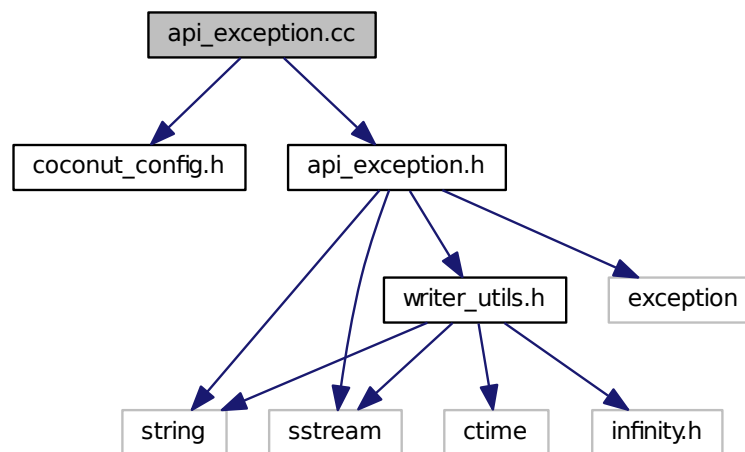 api_exception.cc
coconut_config.h
api_exception.h
writer_utils.h
exception
string
sstream
ctime
infinity.h